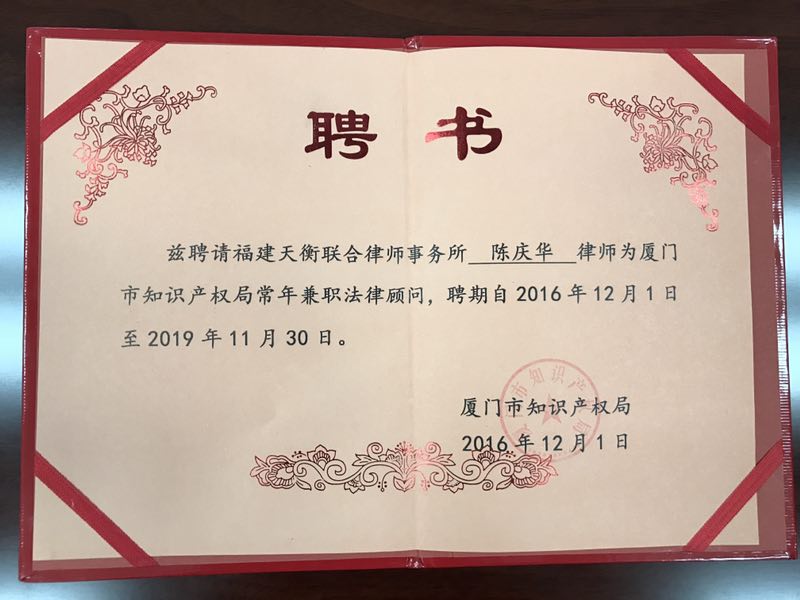 聘书
兹聘请福建天衡联合律师事务所 陈庆华 律师为厦门
市知识产权局常年兼职法律顾问，聘期自2016年12月1日
至2019年11月30日。
厦门市知识产权局
2016年12月1日